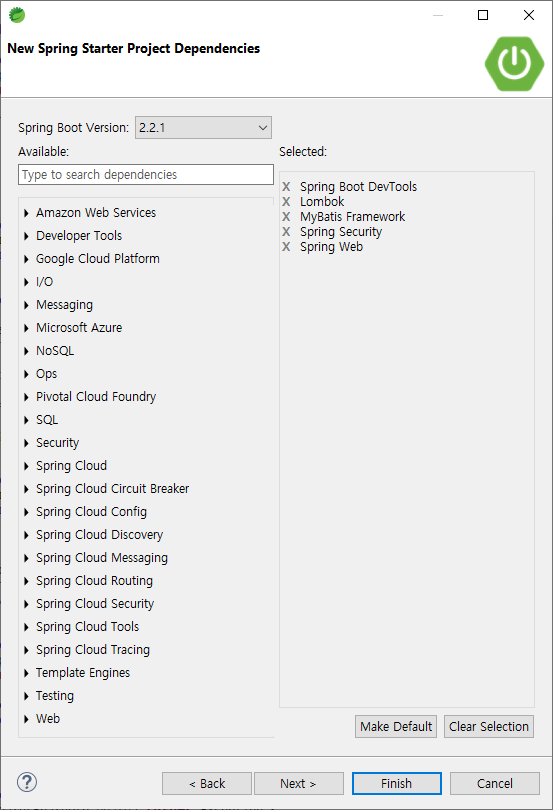 New Spring Starter Project Dependencies
Spring Boot Version: 2.2.1
Available:
Type to search dependencies
Amazon Web Services
Developer Tools
Google Cloud Platform
I/O
Messaging
Microsoft Azure
NoSQL
Ops
Pivotal Cloud Foundry
SQL
Security
Spring Cloud
Spring Cloud Circuit Breaker
Spring Cloud Config
Spring Cloud Discovery
Spring Cloud Messaging
Spring Cloud Routing
Spring Cloud Security
Spring Cloud Tools
Spring Cloud Tracing
Template Engines
Testing
Web
Selected:
X Spring Boot DevTools
X Lombok
X MyBatis Framework
X Spring Security
X Spring Web
Make Default Clear Selection
? < Back Next > Finish Cancel